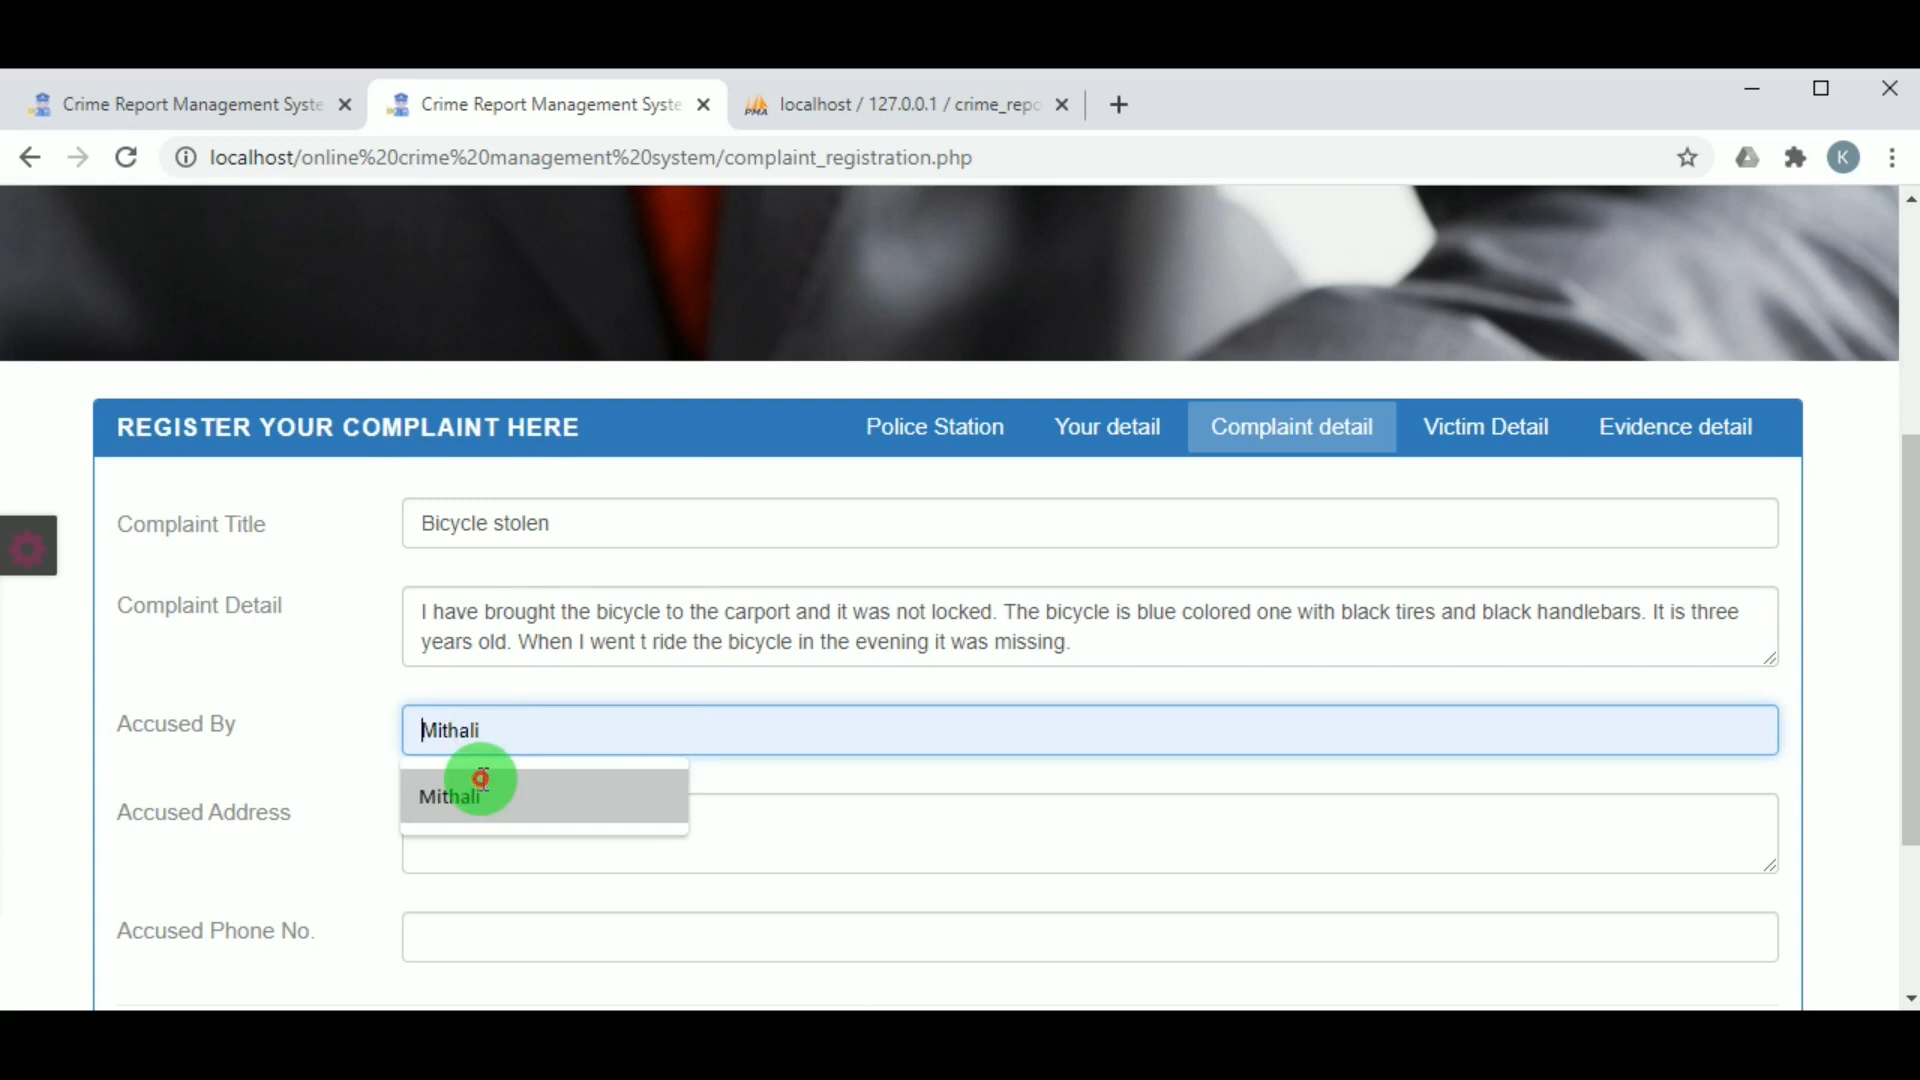 Crime Report Management Syste
Crime Report Management Syste
PMA localhost / 127.0.0.1 / crime_repo
localhost/online%20crime%20management%20system/complaint_registration.php
K
REGISTER YOUR COMPLAINT HERE
Police Station
Your detail
Complaint detail
Victim Detail
Evidence detail
Complaint Title
Bicycle stolen
Complaint Detail
I have brought the bicycle to the carport and it was not locked. The bicycle is blue colored one with black tires and black handlebars. It is three
years old. When I went t ride the bicycle in the evening it was missing.
Accused By
Mithali
Mithali
Accused Address
Accused Phone No.